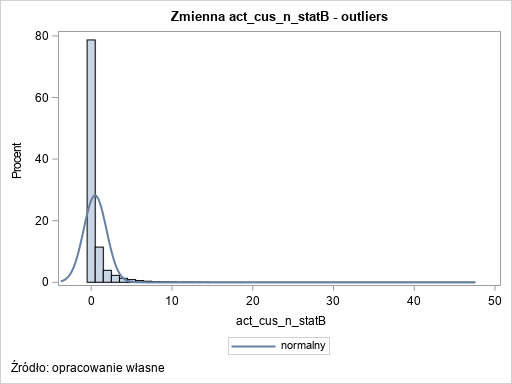 Zmienna act_cus_n_statB - outliers
80
60
40
20
0
Procent
0
10
20
30
40
50
act_cus_n_statB
normalny
Źródło: opracowanie własne